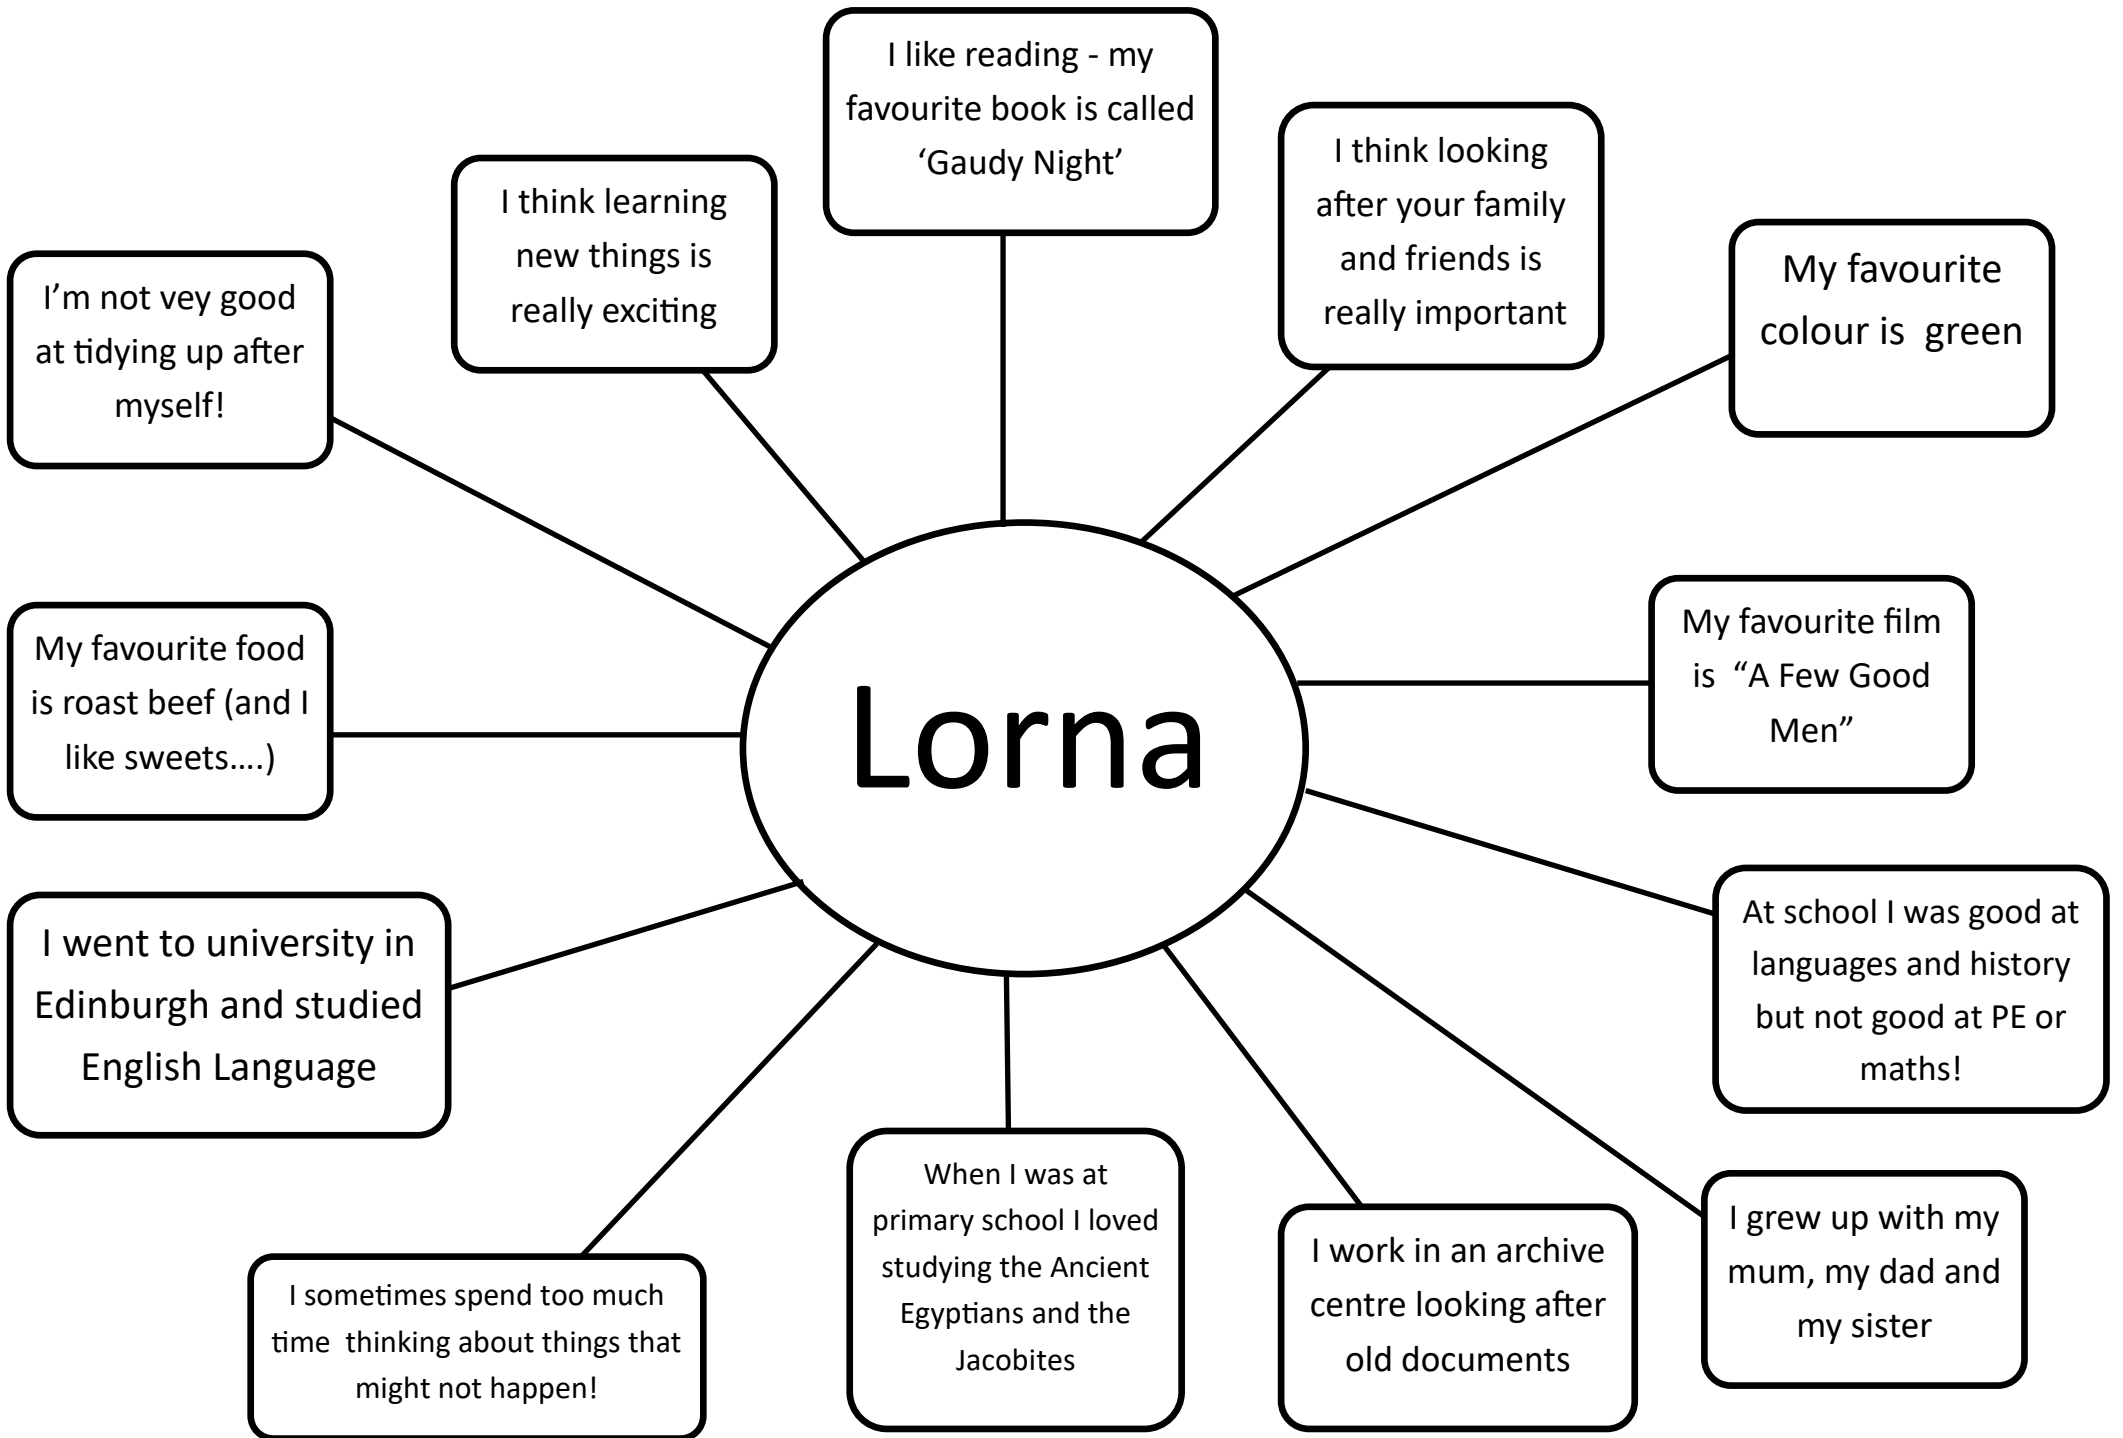 I like reading - my
favourite book is called
‘Gaudy Night’
I think looking
after your family
and friends is
really important
I think learning
new things is
really exciting
My favourite
colour is  green
I’m not vey good
at tidying up after
myself!
My favourite film
is  “A Few Good
Men”
My favourite food
is roast beef (and I
like sweets….)
Lorna
At school I was good at
languages and history
but not good at PE or
maths!
I went to university in
Edinburgh and studied
English Language
When I was at
primary school I loved
studying the Ancient
Egyptians and the
Jacobites
I grew up with my
mum, my dad and
my sister
I work in an archive
centre looking after
old documents
I sometimes spend too much
time  thinking about things that
might not happen!